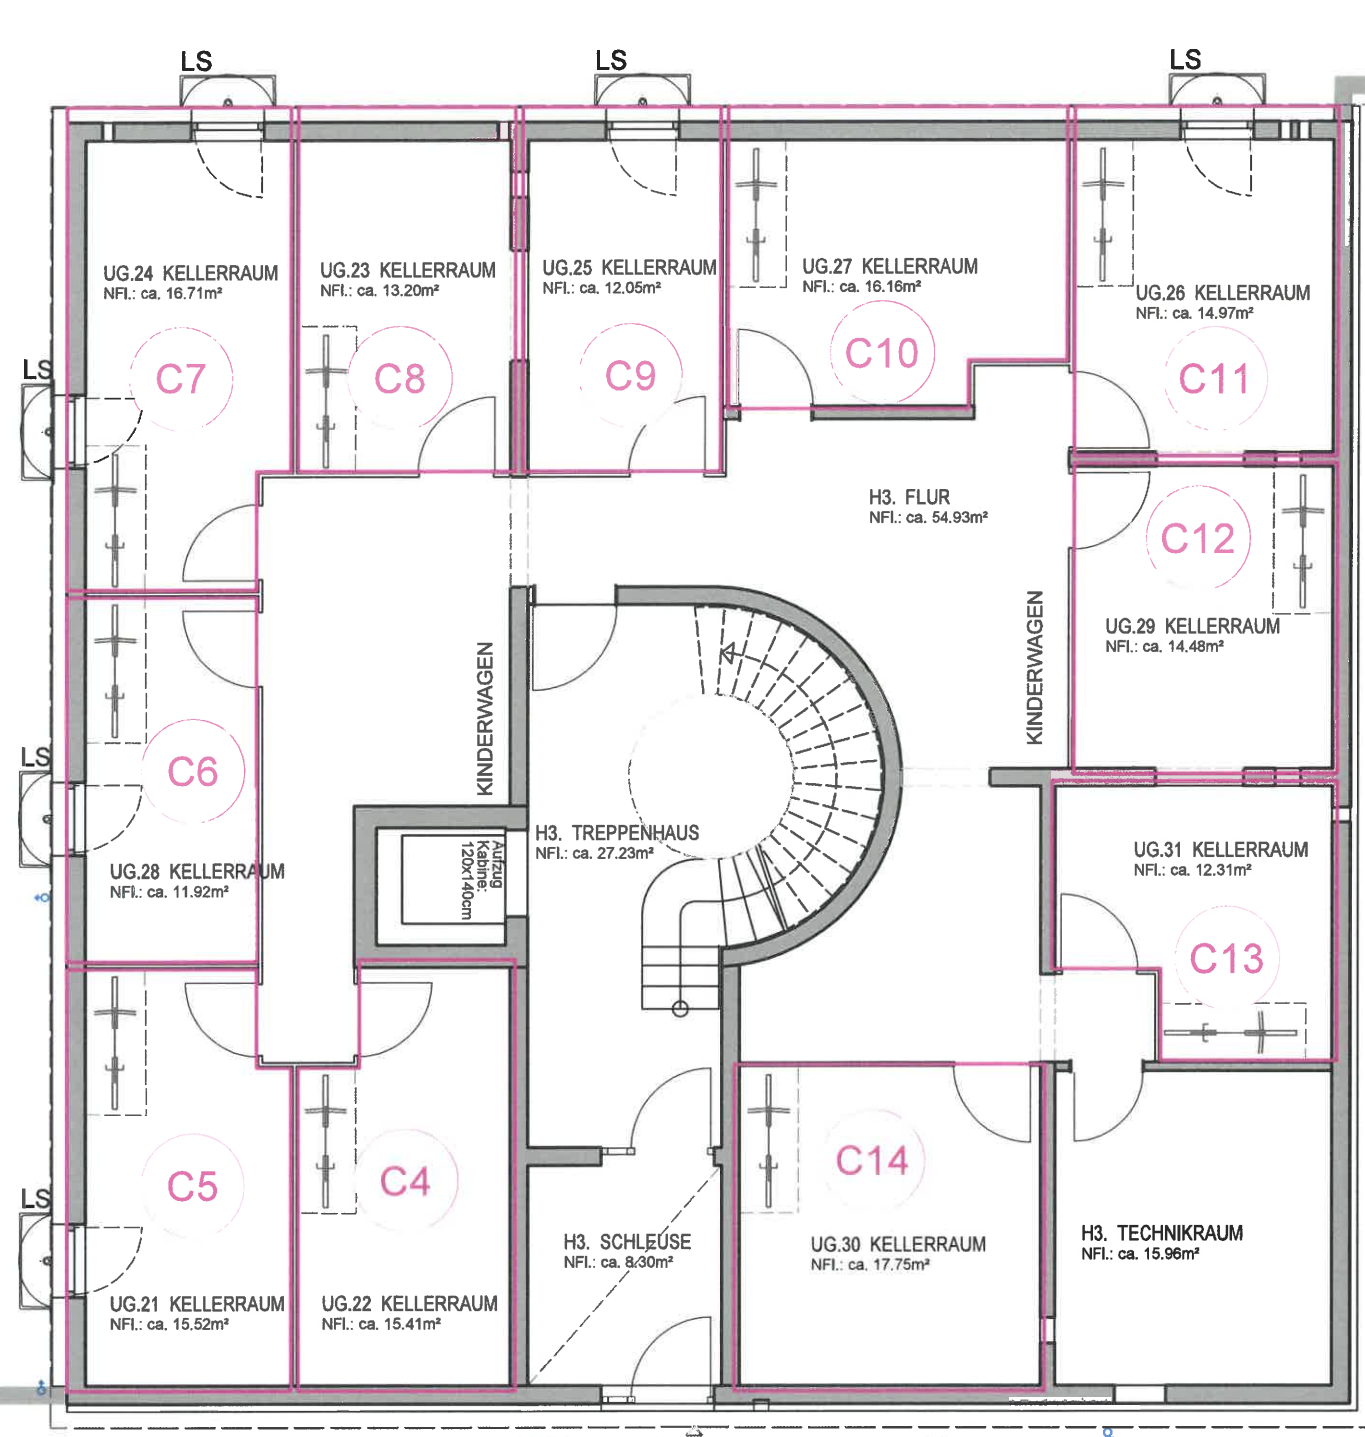 LS
LS
LS
UG.24 KELLERRAUM
NFl.: ca. 16.71m²
UG.23 KELLERRAUM
NFl.: ca. 13.20m²
UG.25 KELLERRAUM
NFl.: ca. 12.05m²
UG.27 KELLERRAUM
NFl.: ca. 16.16m²
UG.26 KELLERRAUM
NFl.: ca. 14.97m²
LS
C7
C8
C9
C10
C11
H3. FLUR
NFl.: ca. 54.93m²
C12
UG.29 KELLERRAUM
NFl.: ca. 14.48m²
KINDERWAGEN
KINDERWAGEN
LS
C6
UG.28 KELLERRAUM
NFl.: ca. 11.92m²
Aufzug
Kabine:
120x140cm
H3. TREPPENHAUS
NFl.: ca. 27.23m²
UG.31 KELLERRAUM
NFl.: ca. 12.31m²
C13
C5
C4
C14
LS
UG.21 KELLERRAUM
NFl.: ca. 15.52m²
UG.22 KELLERRAUM
NFl.: ca. 15.41m²
H3. SCHLEUSE
NFl.: ca. 8.30m²
UG.30 KELLERRAUM
NFl.: ca. 17.75m²
H3. TECHNIKRAUM
NFl.: ca. 15.96m²